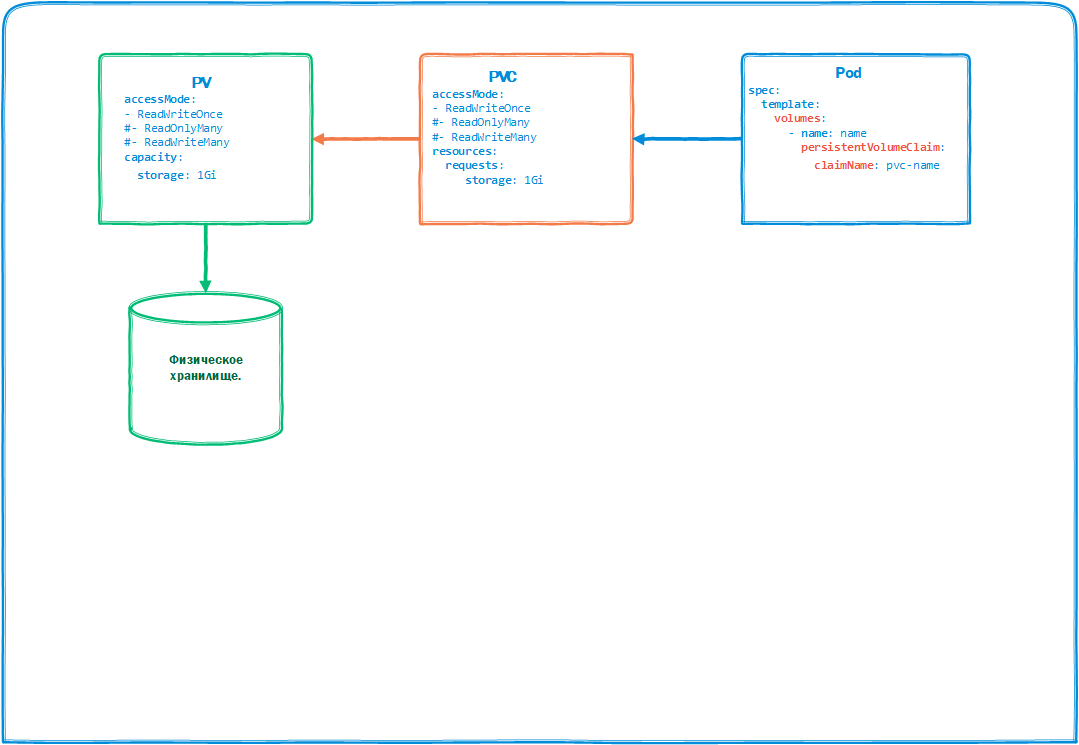 PV
accessMode:
- ReadWriteOnce
#- ReadOnlyMany
#- ReadWriteMany
capacity:
storage: 1Gi
PVC
accessMode:
- ReadWriteOnce
#- ReadOnlyMany
#- ReadWriteMany
resources:
requests:
storage: 1Gi
Pod
spec:
template:
volumes:
- name: name
persistentVolumeClaim:
claimName: pvc-name
Физическое
хранилище.